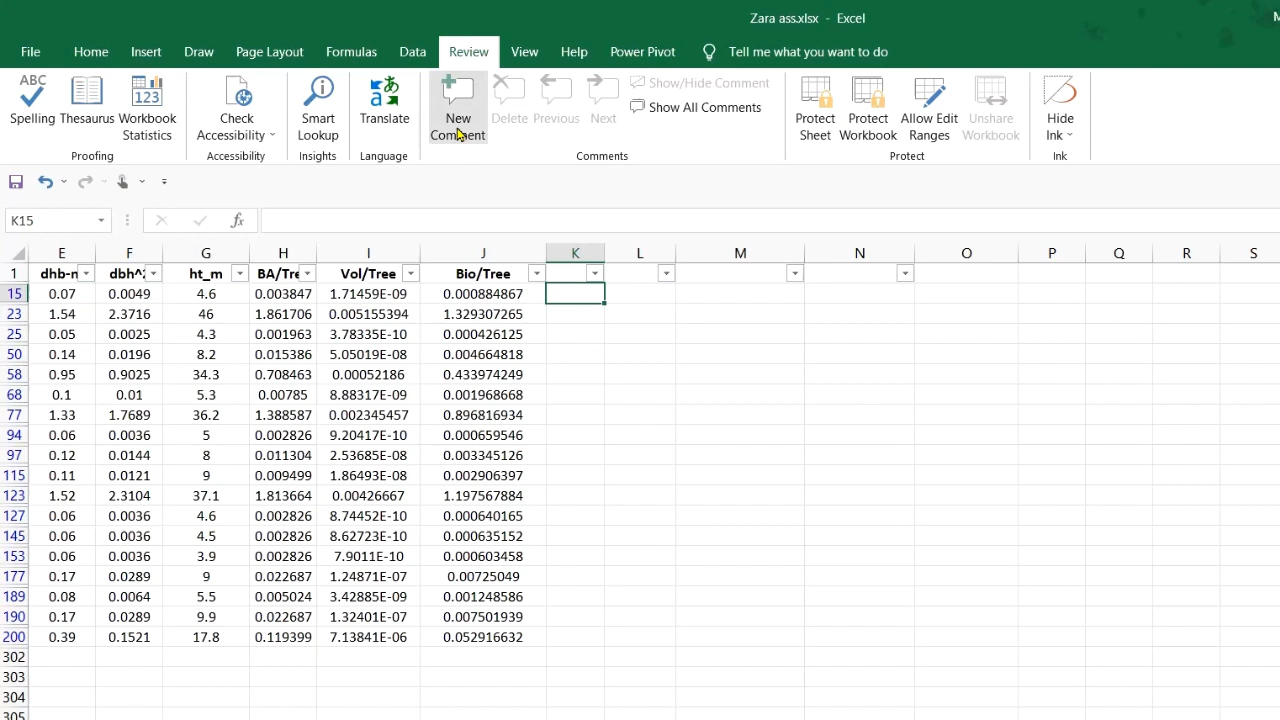 Zara ass.xlsx - Excel
File Home Insert Draw Page Layout Formulas Data Review View Help Power Pivot Tell me what you want to do
ABC
123
Spelling Thesaurus Workbook Statistics
Check Accessibility
Smart Lookup
Translate
New Comment
Delete Previous Next
Show/Hide Comment
Show All Comments
Protect Sheet
Protect Workbook
Allow Edit Ranges
Unshare Workbook
Hide Ink
Proofing Accessibility Insights Language Comments Protect Ink
K15 fx
E F G H I J K L M N O P Q R S
1 dhb-n dbh^ ht_m BA/Tre Vol/Tree Bio/Tree
15 0.07 0.0049 4.6 0.003847 1.71459E-09 0.000884867
23 1.54 2.3716 46 1.861706 0.005155394 1.329307265
25 0.05 0.0025 4.3 0.001963 3.78335E-10 0.000426125
50 0.14 0.0196 8.2 0.015386 5.05019E-08 0.004664818
58 0.95 0.9025 34.3 0.708463 0.00052186 0.433974249
68 0.1 0.01 5.3 0.00785 8.88317E-09 0.001968668
77 1.33 1.7689 36.2 1.388587 0.002345457 0.896816934
94 0.06 0.0036 5 0.002826 9.20417E-10 0.000659546
97 0.12 0.0144 8 0.011304 2.53685E-08 0.003345126
115 0.11 0.0121 9 0.009499 1.86493E-08 0.002906397
123 1.52 2.3104 37.1 1.813664 0.00426667 1.197567884
127 0.06 0.0036 4.6 0.002826 8.74452E-10 0.000640165
145 0.06 0.0036 4.5 0.002826 8.62723E-10 0.000635152
153 0.06 0.0036 3.9 0.002826 7.9011E-10 0.000603458
177 0.17 0.0289 9 0.022687 1.24871E-07 0.00725049
189 0.08 0.0064 5.5 0.005024 3.42885E-09 0.001248586
190 0.17 0.0289 9.9 0.022687 1.32401E-07 0.007501939
200 0.39 0.1521 17.8 0.119399 7.13841E-06 0.052916632
302
303
304
305